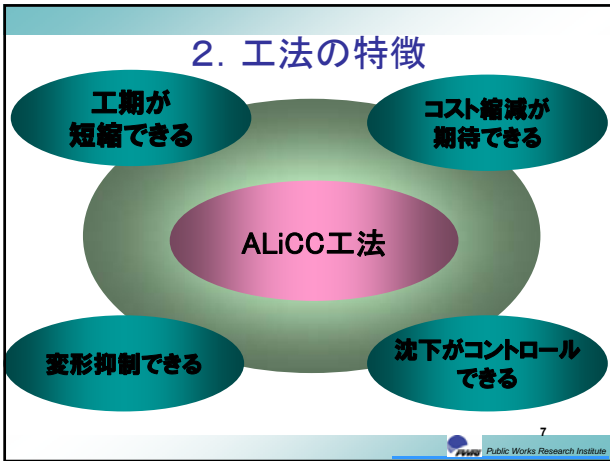 2. 工法の特徴
工期が
短縮できる
コスト縮減が
期待できる
ALiCC工法
変形抑制できる
沈下がコントロール
できる
7
PWRI Public Works Research Institute